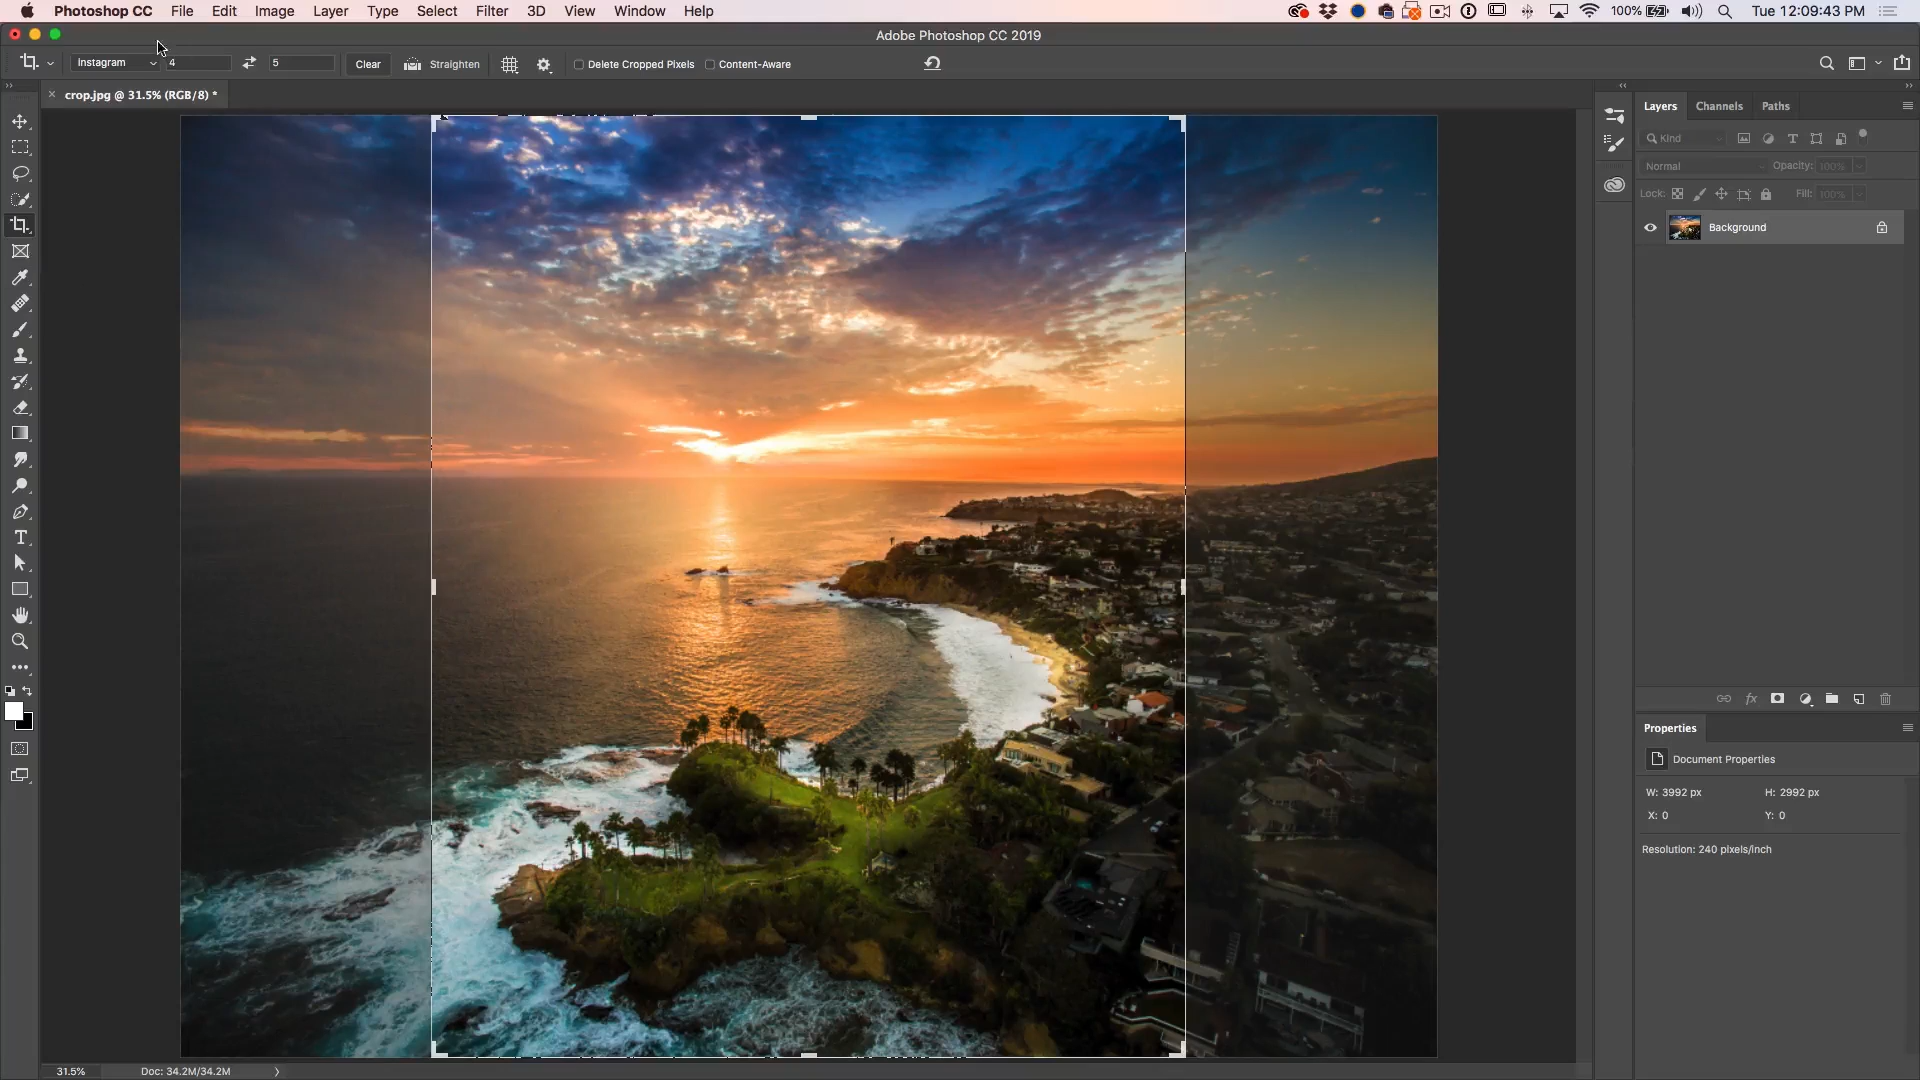 Photoshop CC File Edit Image Layer Type Select Filter 3D View Window Help 100% Tue 12:09:43 PM
Adobe Photoshop CC 2019
Instagram 4 5 Clear Straighten Delete Cropped Pixels Content-Aware
crop.jpg @ 31.5% (RGB/8) *
Layers Channels Paths
Kind
Normal Opacity: 100%
Lock: Fill: 100%
Background
Properties
Document Properties
W: 3992 px H: 2992 px
X: 0 Y: 0
Resolution: 240 pixels/inch
31.5% Doc: 34.2M/34.2M